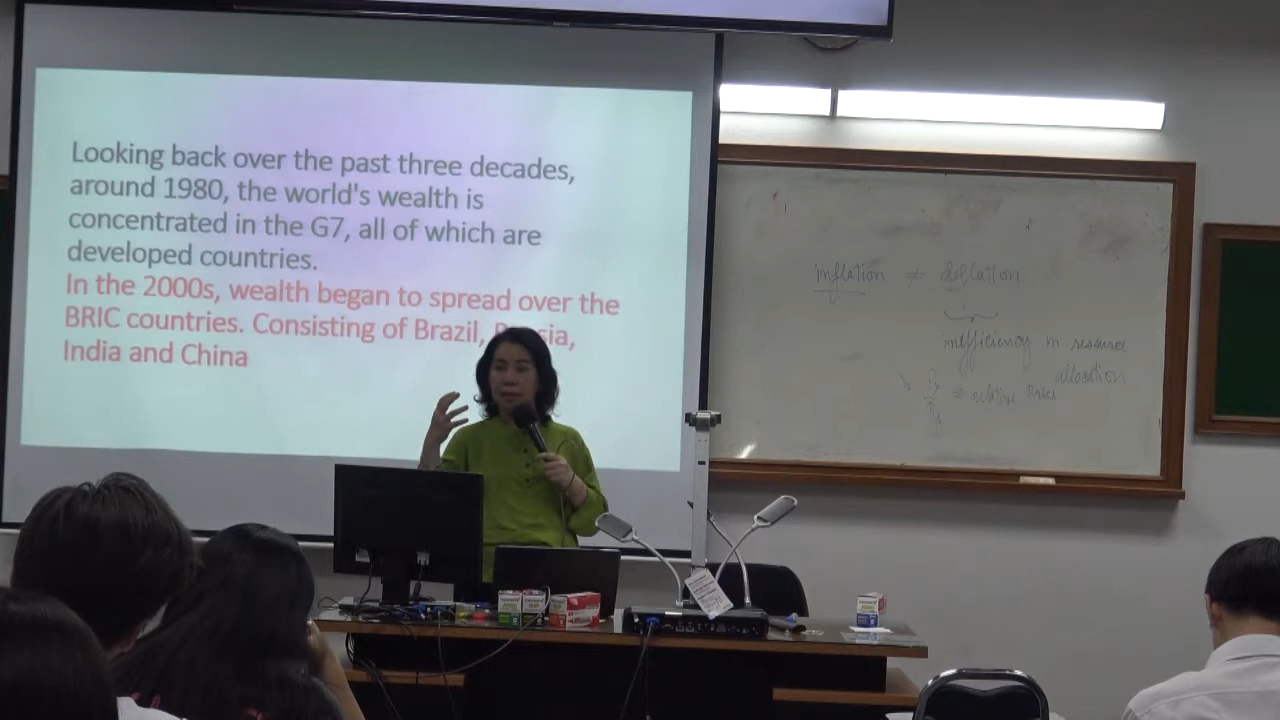 Looking back over the past three decades,
around 1980, the world's wealth is
concentrated in the G7, all of which are
developed countries.
In the 2000s, wealth began to spread over the
BRIC countries. Consisting of Brazil,
India and China
inflation ≠ deflation
inefficiency in resource
allocation
relative Price